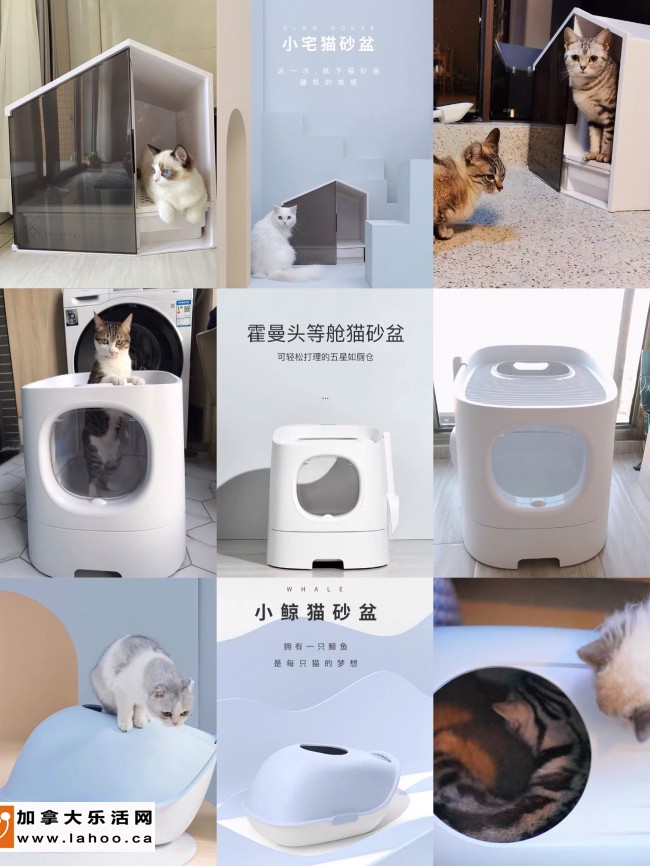 SLOW HOUSE
小宅猫砂盆
这一次，赋予猫砂盆
建筑的美感
霍曼头等舱猫砂盆
可轻松打理的五星如厕仓
...
WHALE
小鲸猫砂盆
拥有一只鲸鱼
是每只猫的梦想
加拿大乐活网
www.lahoo.ca